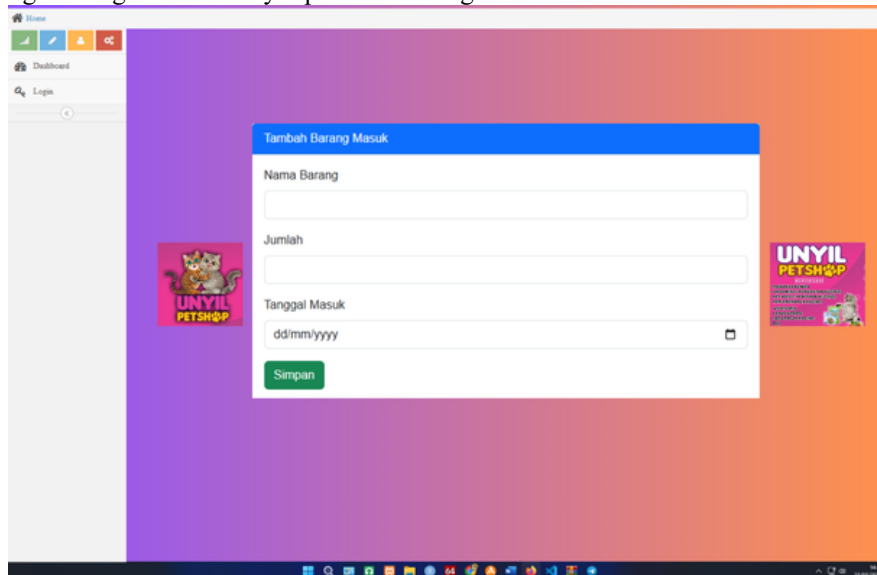 Home
Dashboard
Login
Tambah Barang Masuk
Nama Barang
Jumlah
Tanggal Masuk
dd/mm/yyyy
Simpan
UNYIL
PETSHOP
UNYIL
PETSHOP
64